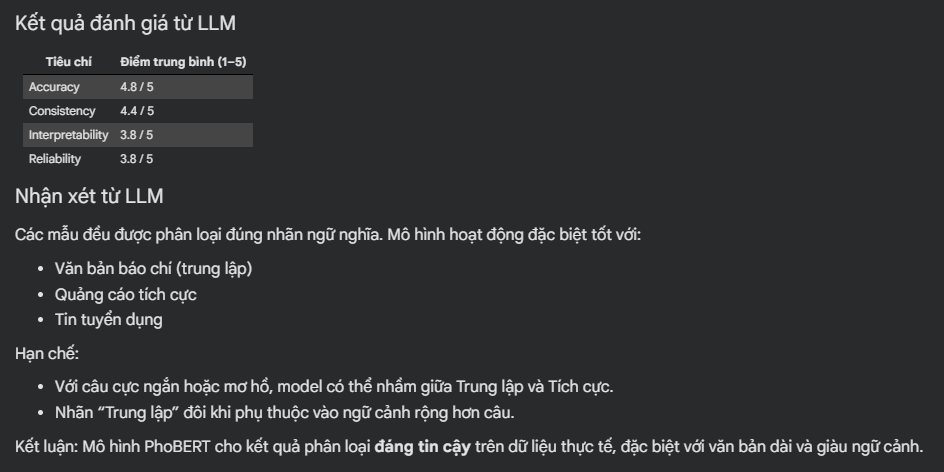 Kết quả đánh giá từ LLM
Tiêu chí Điểm trung bình (1–5)
Accuracy 4.8 / 5
Consistency 4.4 / 5
Interpretability 3.8 / 5
Reliability 3.8 / 5
Nhận xét từ LLM
Các mẫu đều được phân loại đúng nhãn ngữ nghĩa. Mô hình hoạt động đặc biệt tốt với:
• Văn bản báo chí (trung lập)
• Quảng cáo tích cực
• Tin tuyển dụng
Hạn chế:
• Với câu cực ngắn hoặc mơ hồ, model có thể nhầm giữa Trung lập và Tích cực.
• Nhãn “Trung lập” đôi khi phụ thuộc vào ngữ cảnh rộng hơn câu.
Kết luận: Mô hình PhoBERT cho kết quả phân loại đáng tin cậy trên dữ liệu thực tế, đặc biệt với văn bản dài và giàu ngữ cảnh.